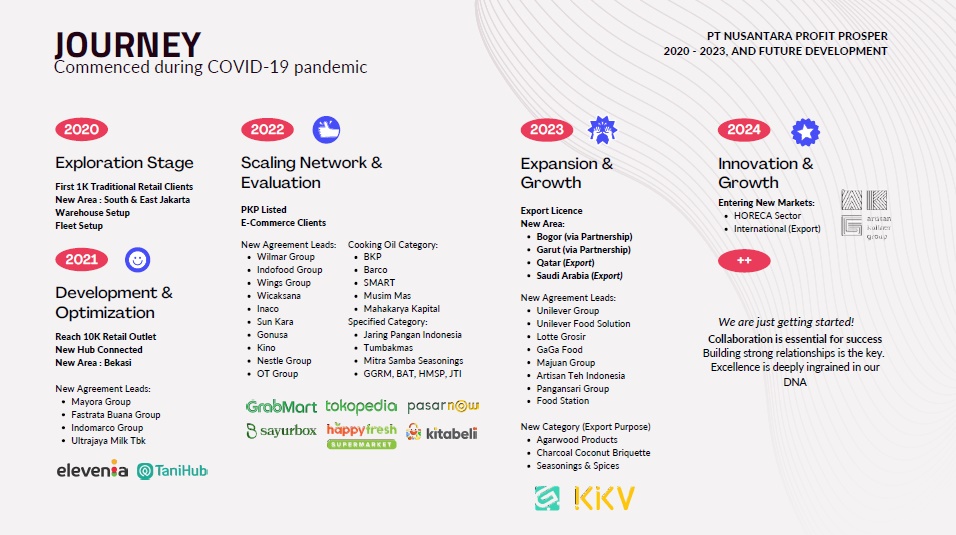 JOURNEY
Commenced during COVID-19 pandemic
PT NUSANTARA PROFIT PROSPER
2020 - 2023, AND FUTURE DEVELOPMENT
2020
Exploration Stage
First 1K Traditional Retail Clients
New Area : South & East Jakarta
Warehouse Setup
Fleet Setup
2021
Development &
Optimization
Reach 10K Retail Outlet
New Hub Connected
New Area : Bekasi
New Agreement Leads:
• Mayora Group
• Fastrata Buana Group
• Indomarco Group
• Ultrajaya Milk Tbk
elevenia TaniHub
2022
Scaling Network &
Evaluation
PKP Listed
E-Commerce Clients
New Agreement Leads:
• Wilmar Group
• Indofood Group
• Wings Group
• Wicaksana
• Inaco
• Sun Kara
• Gonusa
• Kino
• Nestle Group
• OT Group
Cooking Oil Category:
• BKP
• Barco
• SMART
• Musim Mas
• Mahakarya Kapital
Specified Category:
• Jaring Pangan Indonesia
• Tumbakmas
• Mitra Samba Seasonings
• GGRM, BAT, HMSP, JTI
GrabMart tokopedia pasarnow
sayurbox happyfresh kitabeli
SUPERMARKET
2023
Expansion &
Growth
Export Licence
New Area:
• Bogor (via Partnership)
• Garut (via Partnership)
• Qatar (Export)
• Saudi Arabia (Export)
New Agreement Leads:
• Unilever Group
• Unilever Food Solution
• Lotte Grosir
• GaGa Food
• Majuan Group
• Artisan Teh Indonesia
• Pangansari Group
• Food Station
New Category (Export Purpose)
• Agarwood Products
• Charcoal Coconut Briquette
• Seasonings & Spices
KKV
2024
Innovation &
Growth
Entering New Markets:
• HORECA Sector
• International (Export)
artisan
kuliner
group
++
We are just getting started!
Collaboration is essential for success
Building strong relationships is the key.
Excellence is deeply ingrained in our
DNA